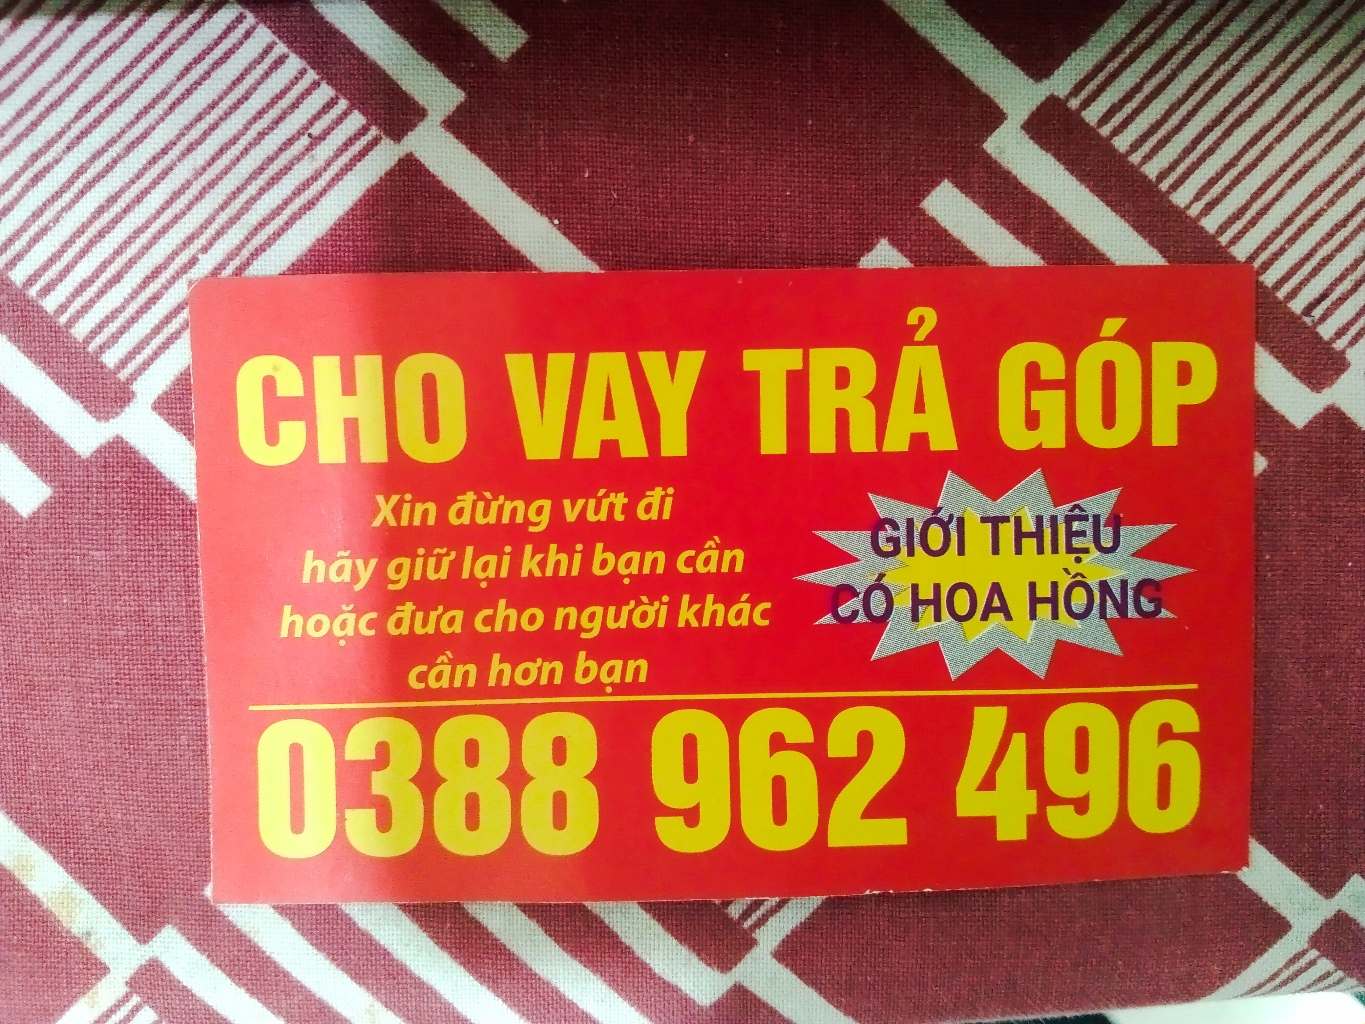 CHO VAY TRẢ GÓP
Xin đừng vứt đi
hãy giữ lại khi bạn cần
hoặc đưa cho người khác
cần hơn bạn
GIỚI THIỆU
CÓ HOA HỒNG
0388 962 496